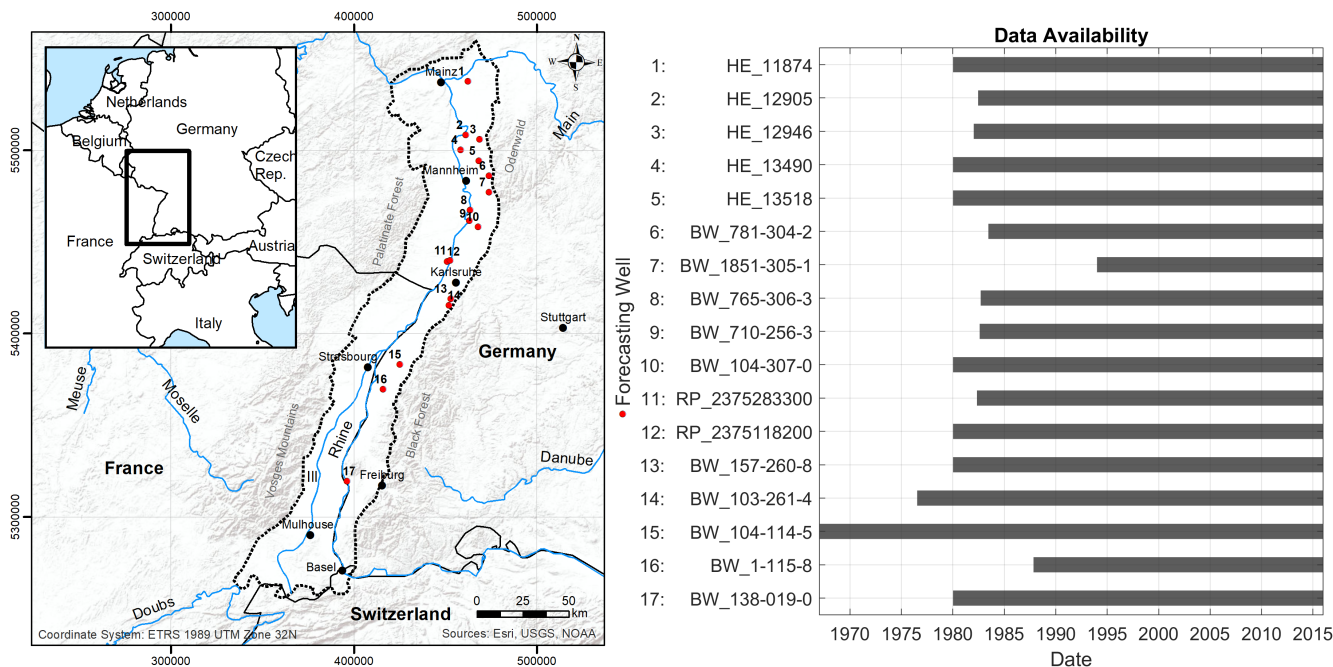 300000 400000 500000
N
W E
S
Netherlands
Germany
Belgium
Czech
Rep.
France
Austria
Switzerland
Italy
Mainz 1
2 3
4
5
6
Mannheim
7
8
9 10
11 12
Karlsruhe
13
14
Main
Odenwald
Palatinate Forest
Stuttgart
Germany
Strasbourg
15
16
Meuse
Moselle
Vosges Mountains
Rhine
Black Forest
France
Ill
17
Freiburg
Danube
Mulhouse
Basel
Doubs
Switzerland
0 25 50
km
Coordinate System: ETRS 1989 UTM Zone 32N
Sources: Esri, USGS, NOAA
5500000
5400000
5300000
300000 400000 500000
Data Availability
Forecasting Well
1: HE_11874
2: HE_12905
3: HE_12946
4: HE_13490
5: HE_13518
6: BW_781-304-2
7: BW_1851-305-1
8: BW_765-306-3
9: BW_710-256-3
10: BW_104-307-0
11: RP_2375283300
12: RP_2375118200
13: BW_157-260-8
14: BW_103-261-4
15: BW_104-114-5
16: BW_1-115-8
17: BW_138-019-0
1970 1975 1980 1985 1990 1995 2000 2005 2010 2015
Date